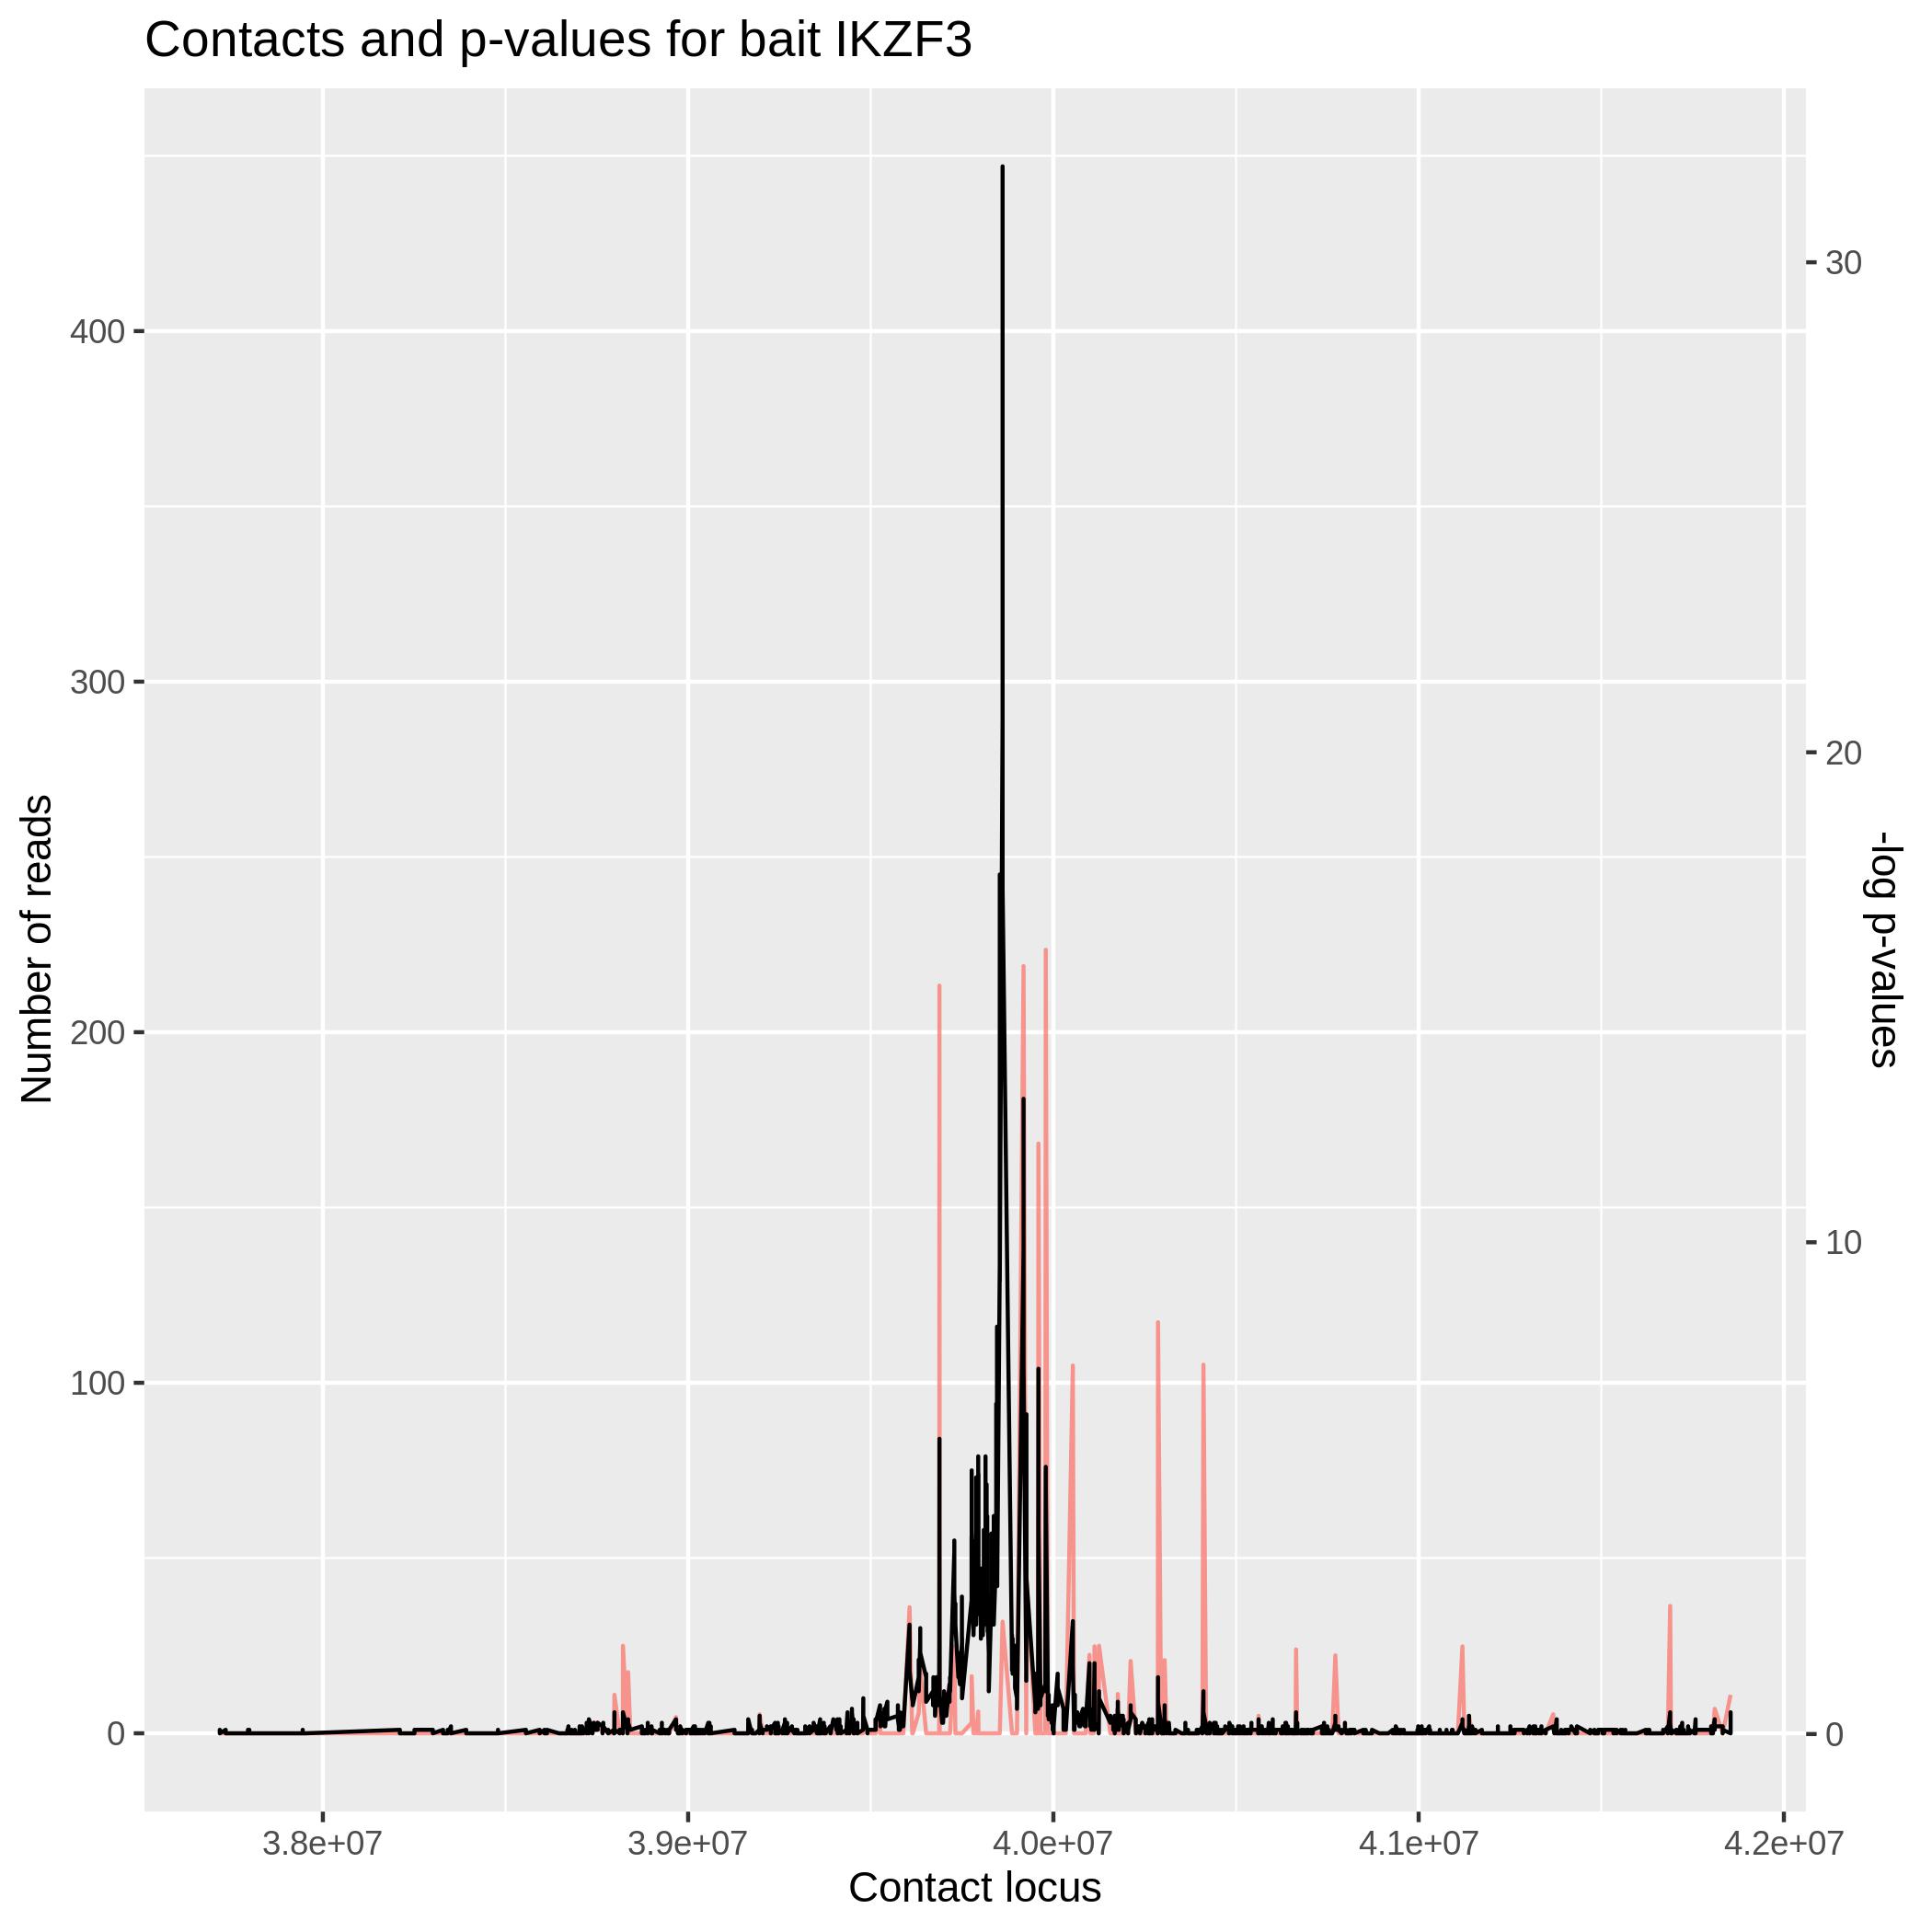 Contacts and p-values for bait IKZF3
Number of reads
400
300
200
100
0
30
20
10
0
-log p-values
3.8e+07
3.9e+07
4.0e+07
4.1e+07
4.2e+07
Contact locus